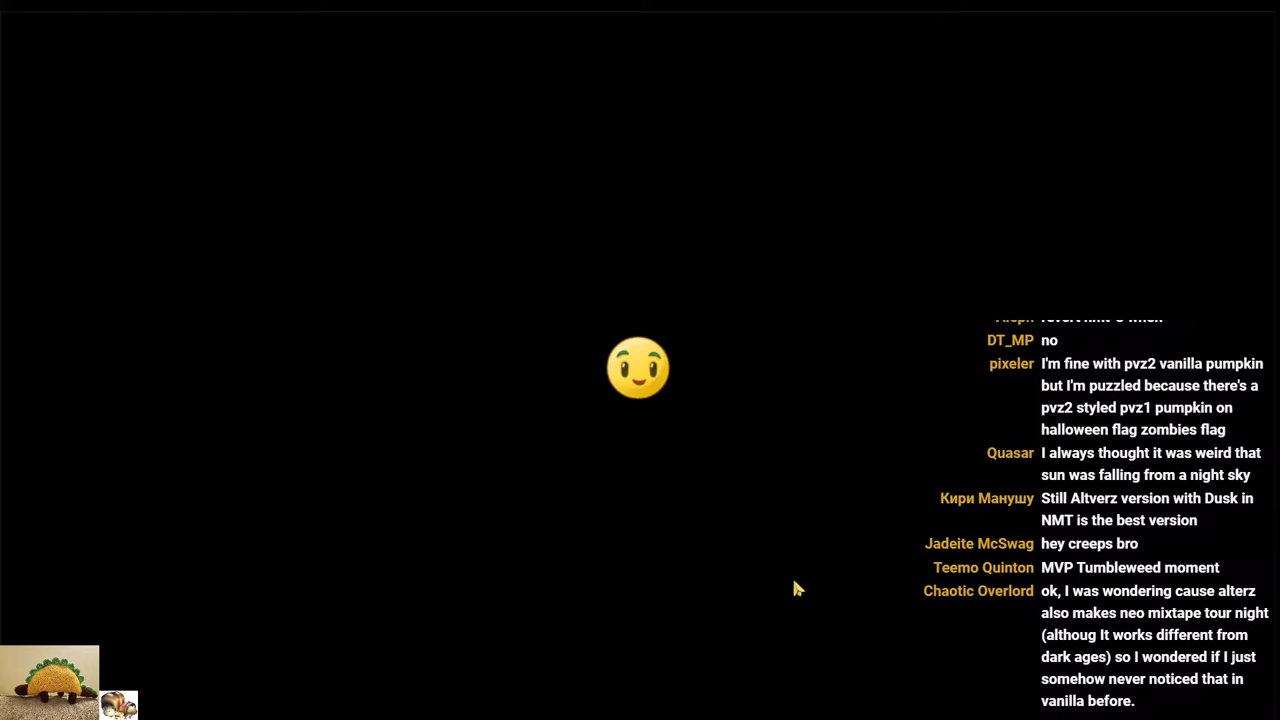 DT_MP no
pixeler I'm fine with pvz2 vanilla pumpkin
but I'm puzzled because there's a
pvz2 styled pvz1 pumpkin on
halloween flag zombies flag
Quasar I always thought it was weird that
sun was falling from a night sky
Кири Манушу Still Altverz version with Dusk in
NMT is the best version
Jadeite McSwag hey creeps bro
Teemo Quinton MVP Tumbleweed moment
Chaotic Overlord ok, I was wondering cause alterz
also makes neo mixtape tour night
(althoug It works different from
dark ages) so I wondered if I just
somehow never noticed that in
vanilla before.